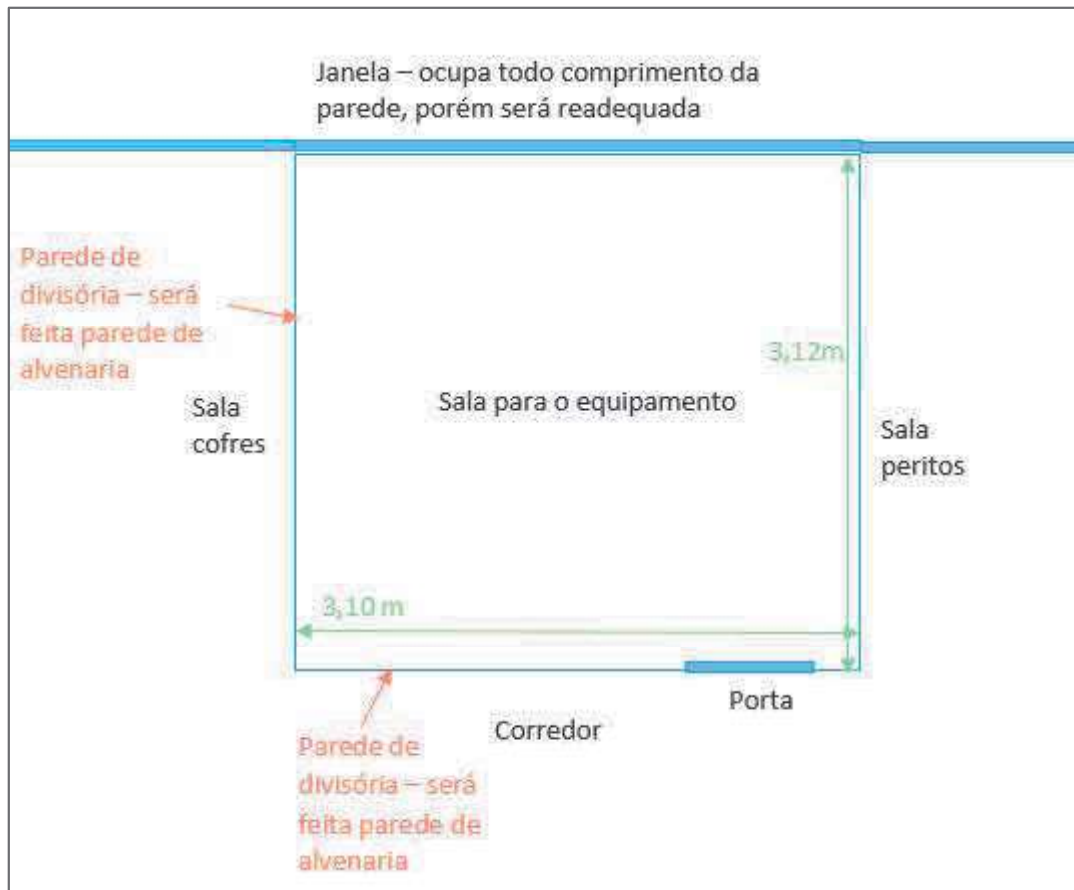 Janela – ocupa todo comprimento da
parede, porém será readequada
Parede de
divisória – será
feita parede de
alvenaria
3,12m
Sala
cofres
Sala para o equipamento
Sala
peritos
3,10 m
Porta
Corredor
Parede de
divisória – será
feita parede de
alvenaria